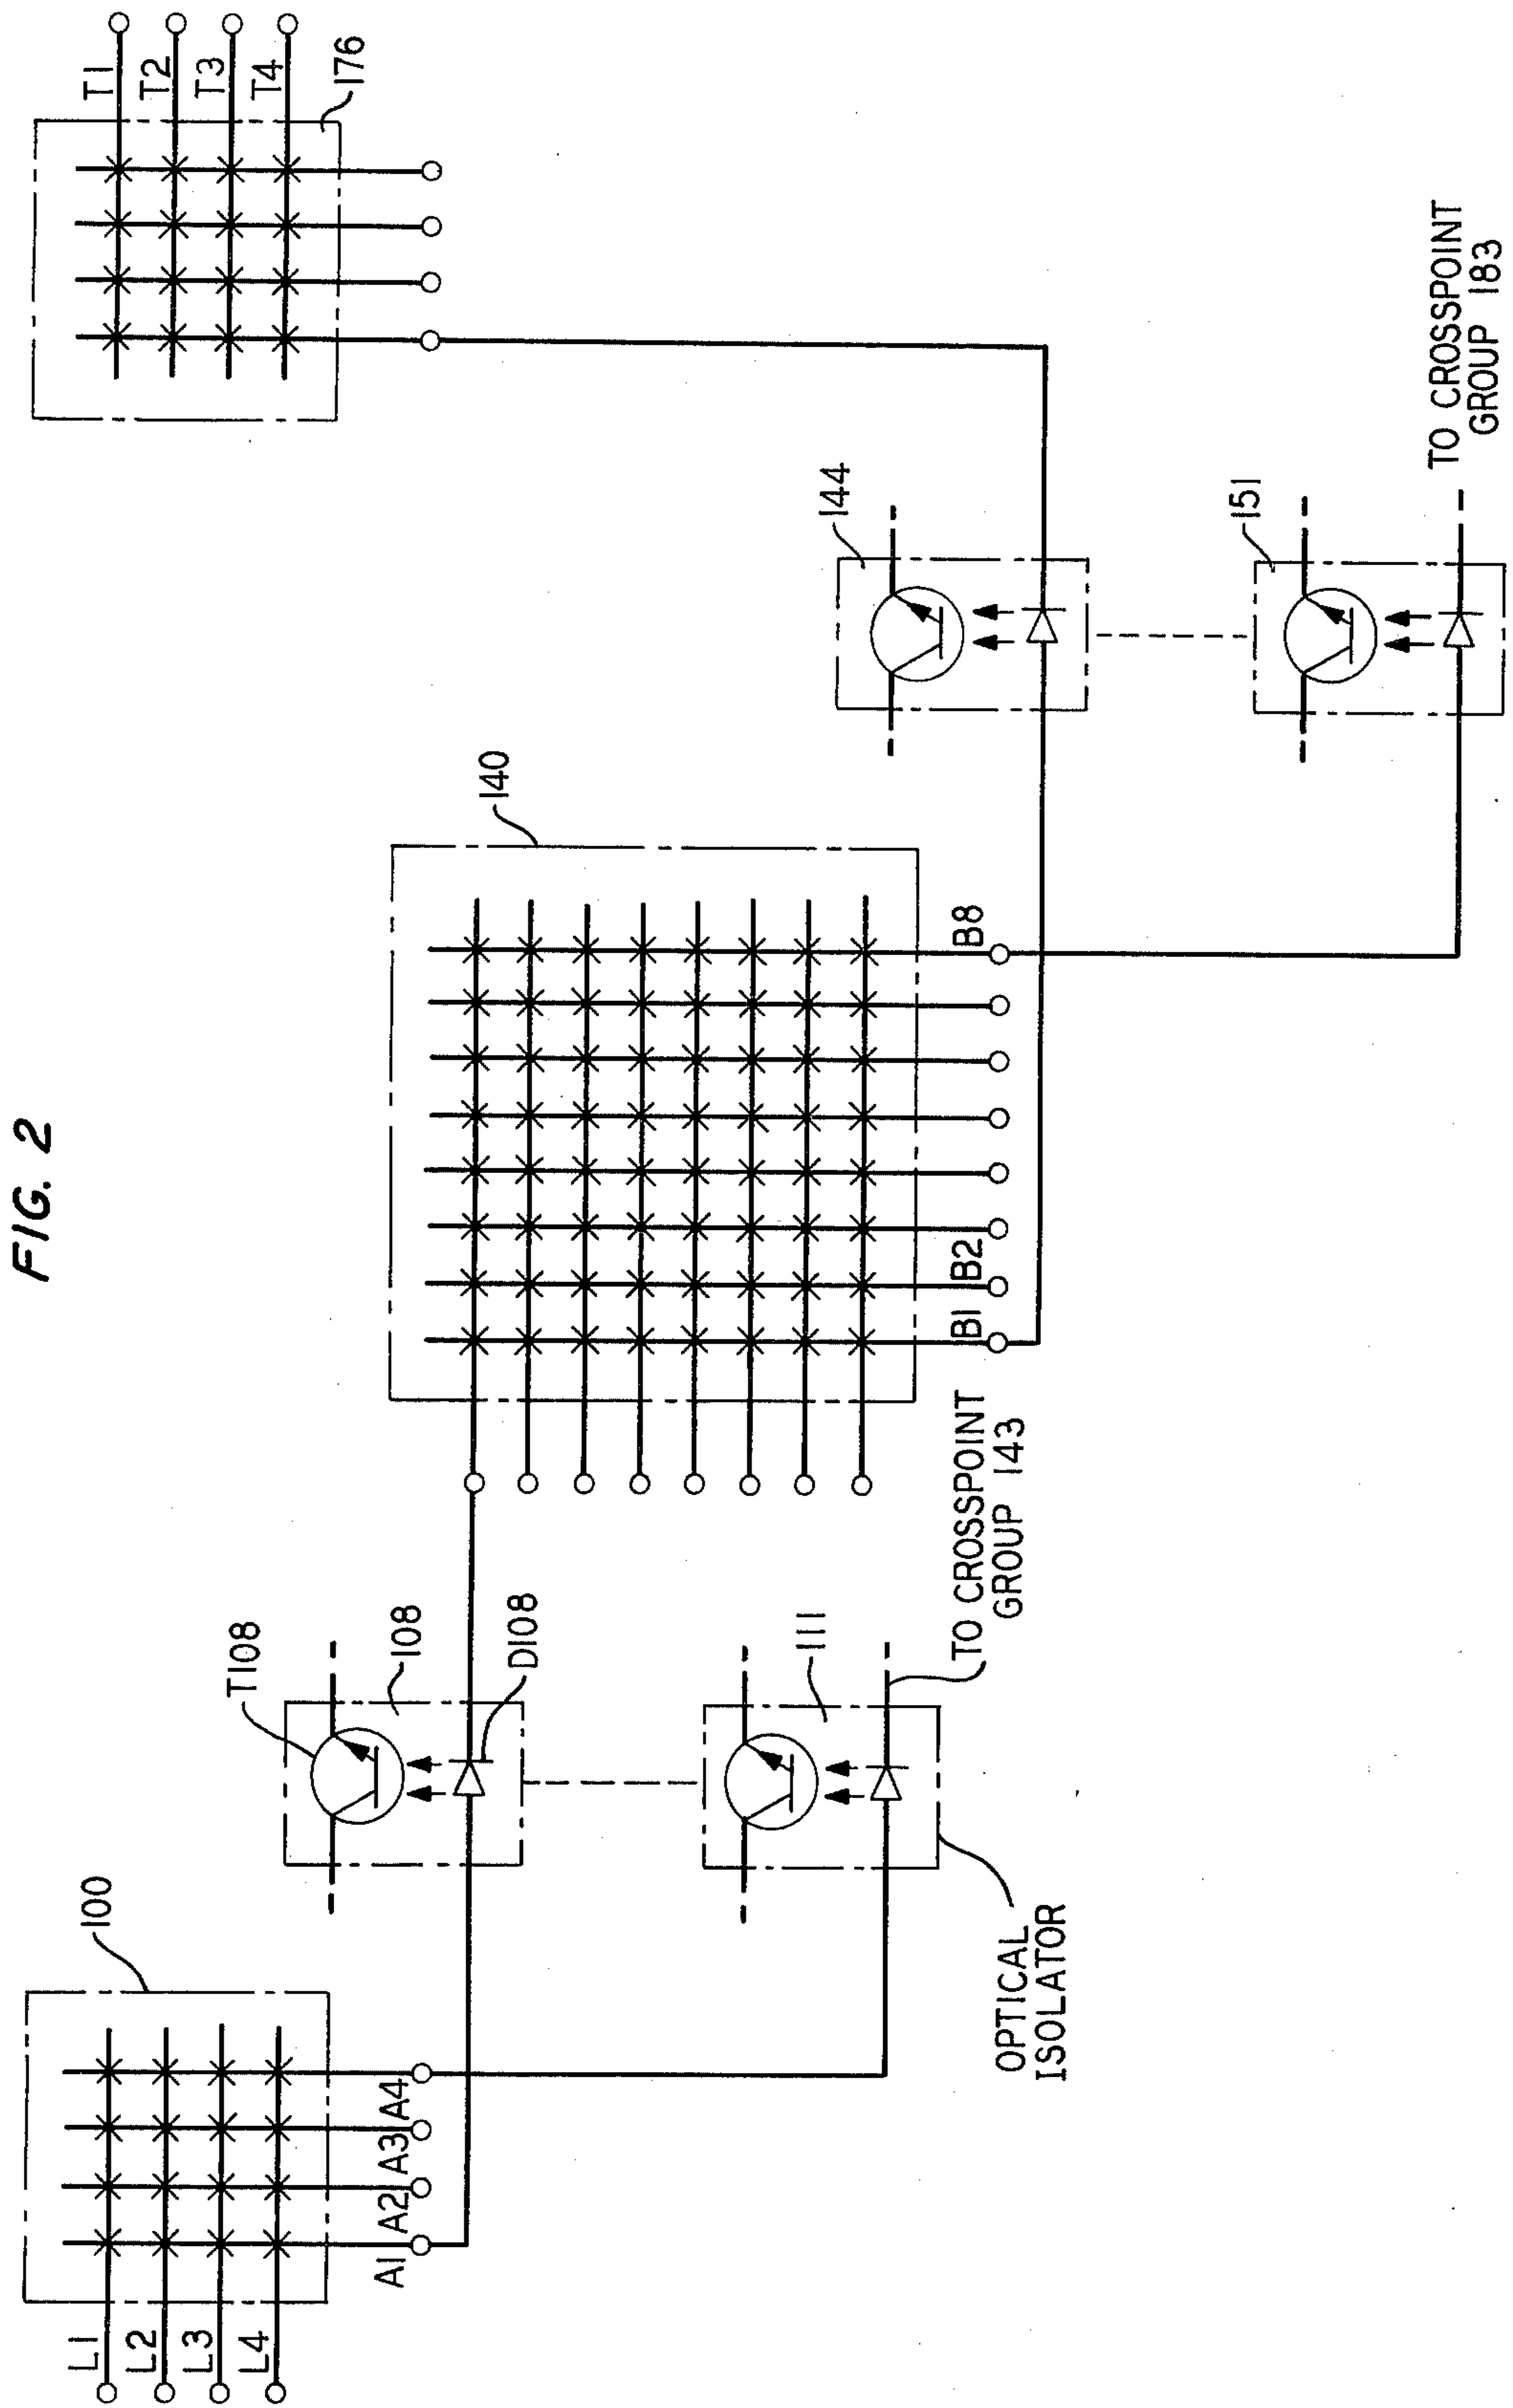 FIG. 2
L1
L2
L3
L4
100
A1
A2
A3
A4
T108
108
D108
111
OPTICAL
ISOLATOR
TO CROSSPOINT
GROUP 143
140
B1
B2
B8
144
151
TO CROSSPOINT
GROUP 183
T1
T2
T3
T4
176